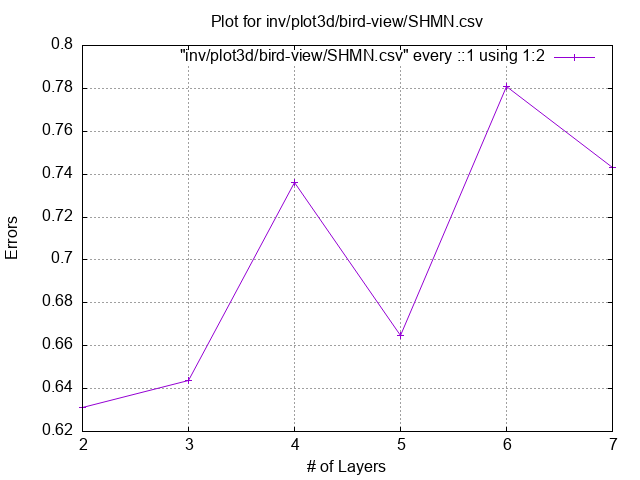 Plot for inv/plot3d/bird-view/SHMN.csv
"inv/plot3d/bird-view/SHMN.csv" every ::1 using 1:2
0.8
0.78
0.76
0.74
0.72
0.7
0.68
0.66
0.64
0.62
Errors
2 3 4 5 6 7
# of Layers